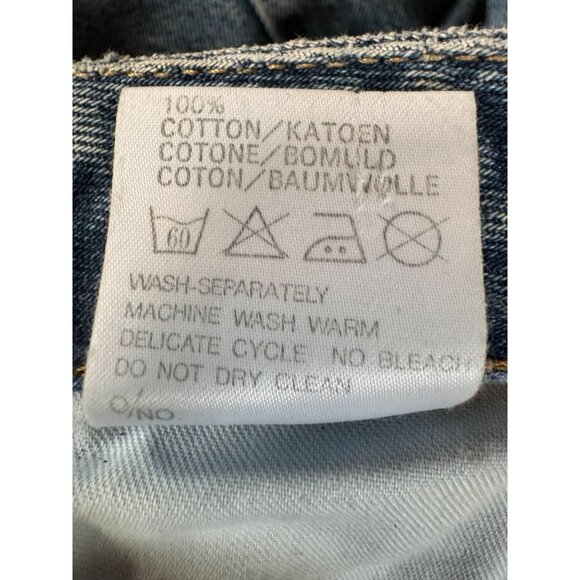 100%
COTTON/KATOEN
COTONE/BOMULD
COTON/BAUMWOLLE
60
WASH-SEPARATELY
MACHINE WASH WARM
DELICATE CYCLE NO BLEACH
DO NOT DRY CLEAN
O/NO